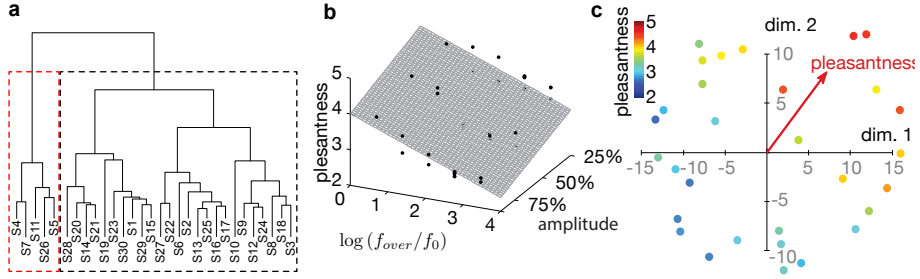 a
S4
S7
S11
S26
S5
S28
S20
S14
S21
S19
S23
S30
S1
S29
S15
S27
S22
S6
S2
S13
S25
S16
S17
S10
S9
S12
S24
S8
S18
S3
b
plesantness
5
4
3
2
0
1
2
3
4
log (f_over/f_0)
25%
50%
75%
amplitude
c
pleasantness
5
4
3
2
dim. 2
10
5
pleasantness
dim. 1
-15
-10
-5
5
10
15
-5
-10